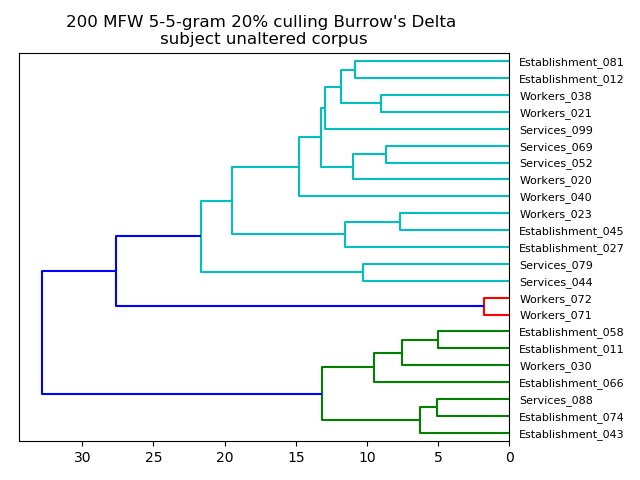 200 MFW 5-5-gram 20% culling Burrow's Delta
subject unaltered corpus
Establishment_081
Establishment_012
Workers_038
Workers_021
Services_099
Services_069
Services_052
Workers_020
Workers_040
Workers_023
Establishment_045
Establishment_027
Services_079
Services_044
Workers_072
Workers_071
Establishment_058
Establishment_011
Workers_030
Establishment_066
Services_088
Establishment_074
Establishment_043
30 25 20 15 10 5 0